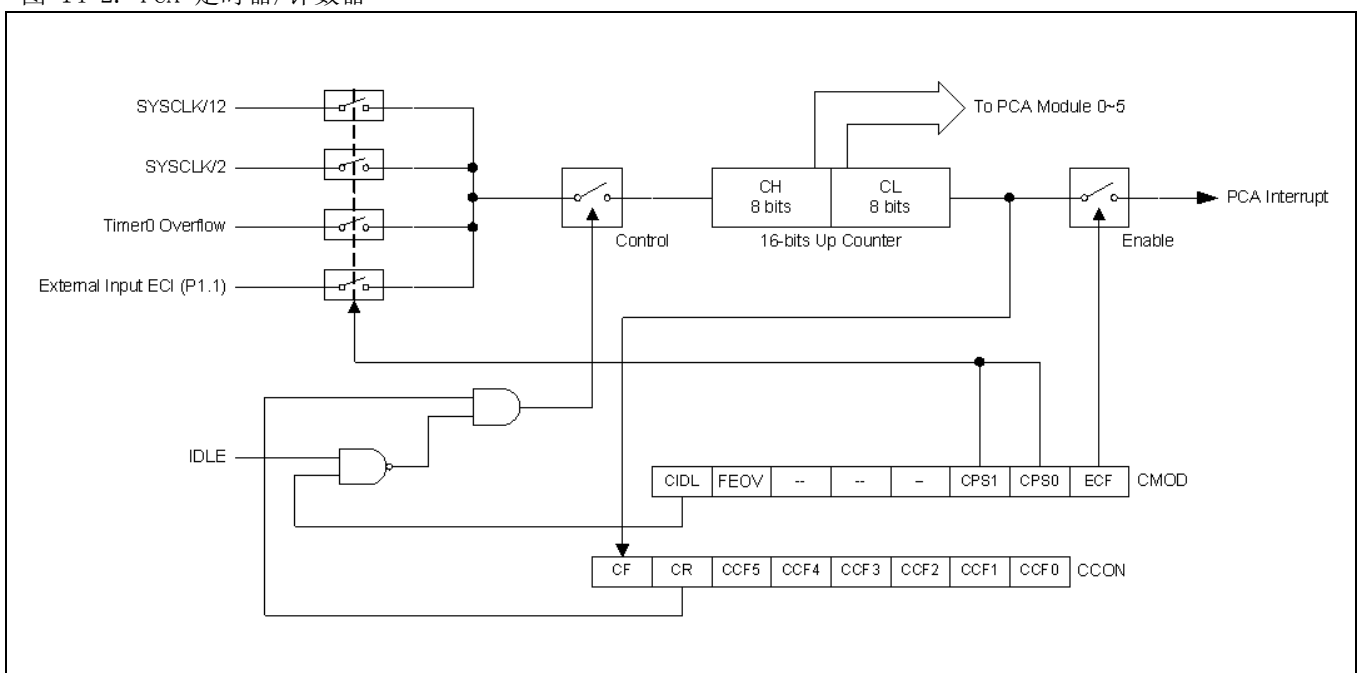 图 14-2. PCA 定时器/计数器
SYSCLK/12
SYSCLK/2
Timer0 Overflow
External Input ECI (P1.1)
Control
CH
8 bits
CL
8 bits
16-bits Up Counter
To PCA Module 0~5
Enable
PCA Interrupt
IDLE
CIDL FEOV -- -- – CPS1 CPS0 ECF CMOD
CF CR CCF5 CCF4 CCF3 CCF2 CCF1 CCF0 CCON